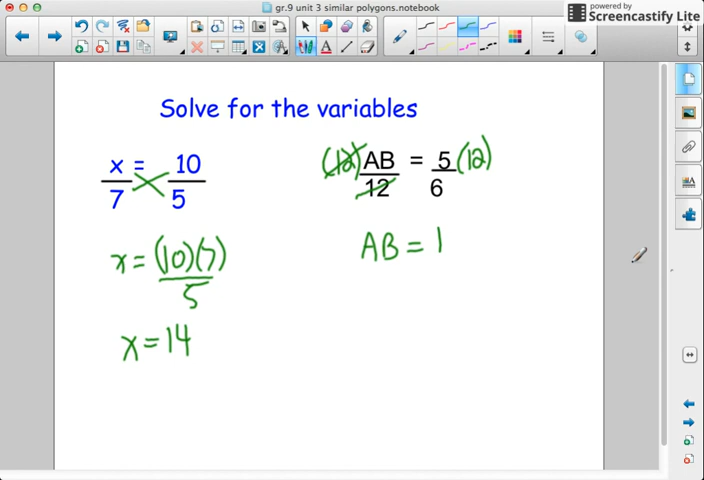 gr.9 unit 3 similar polygons.notebook
powered by
Screencastify Lite
Solve for the variables
x = 10
7 5
(12) AB = 5 (12)
12 6
x = (10)(7)
5
AB = 1
x = 14